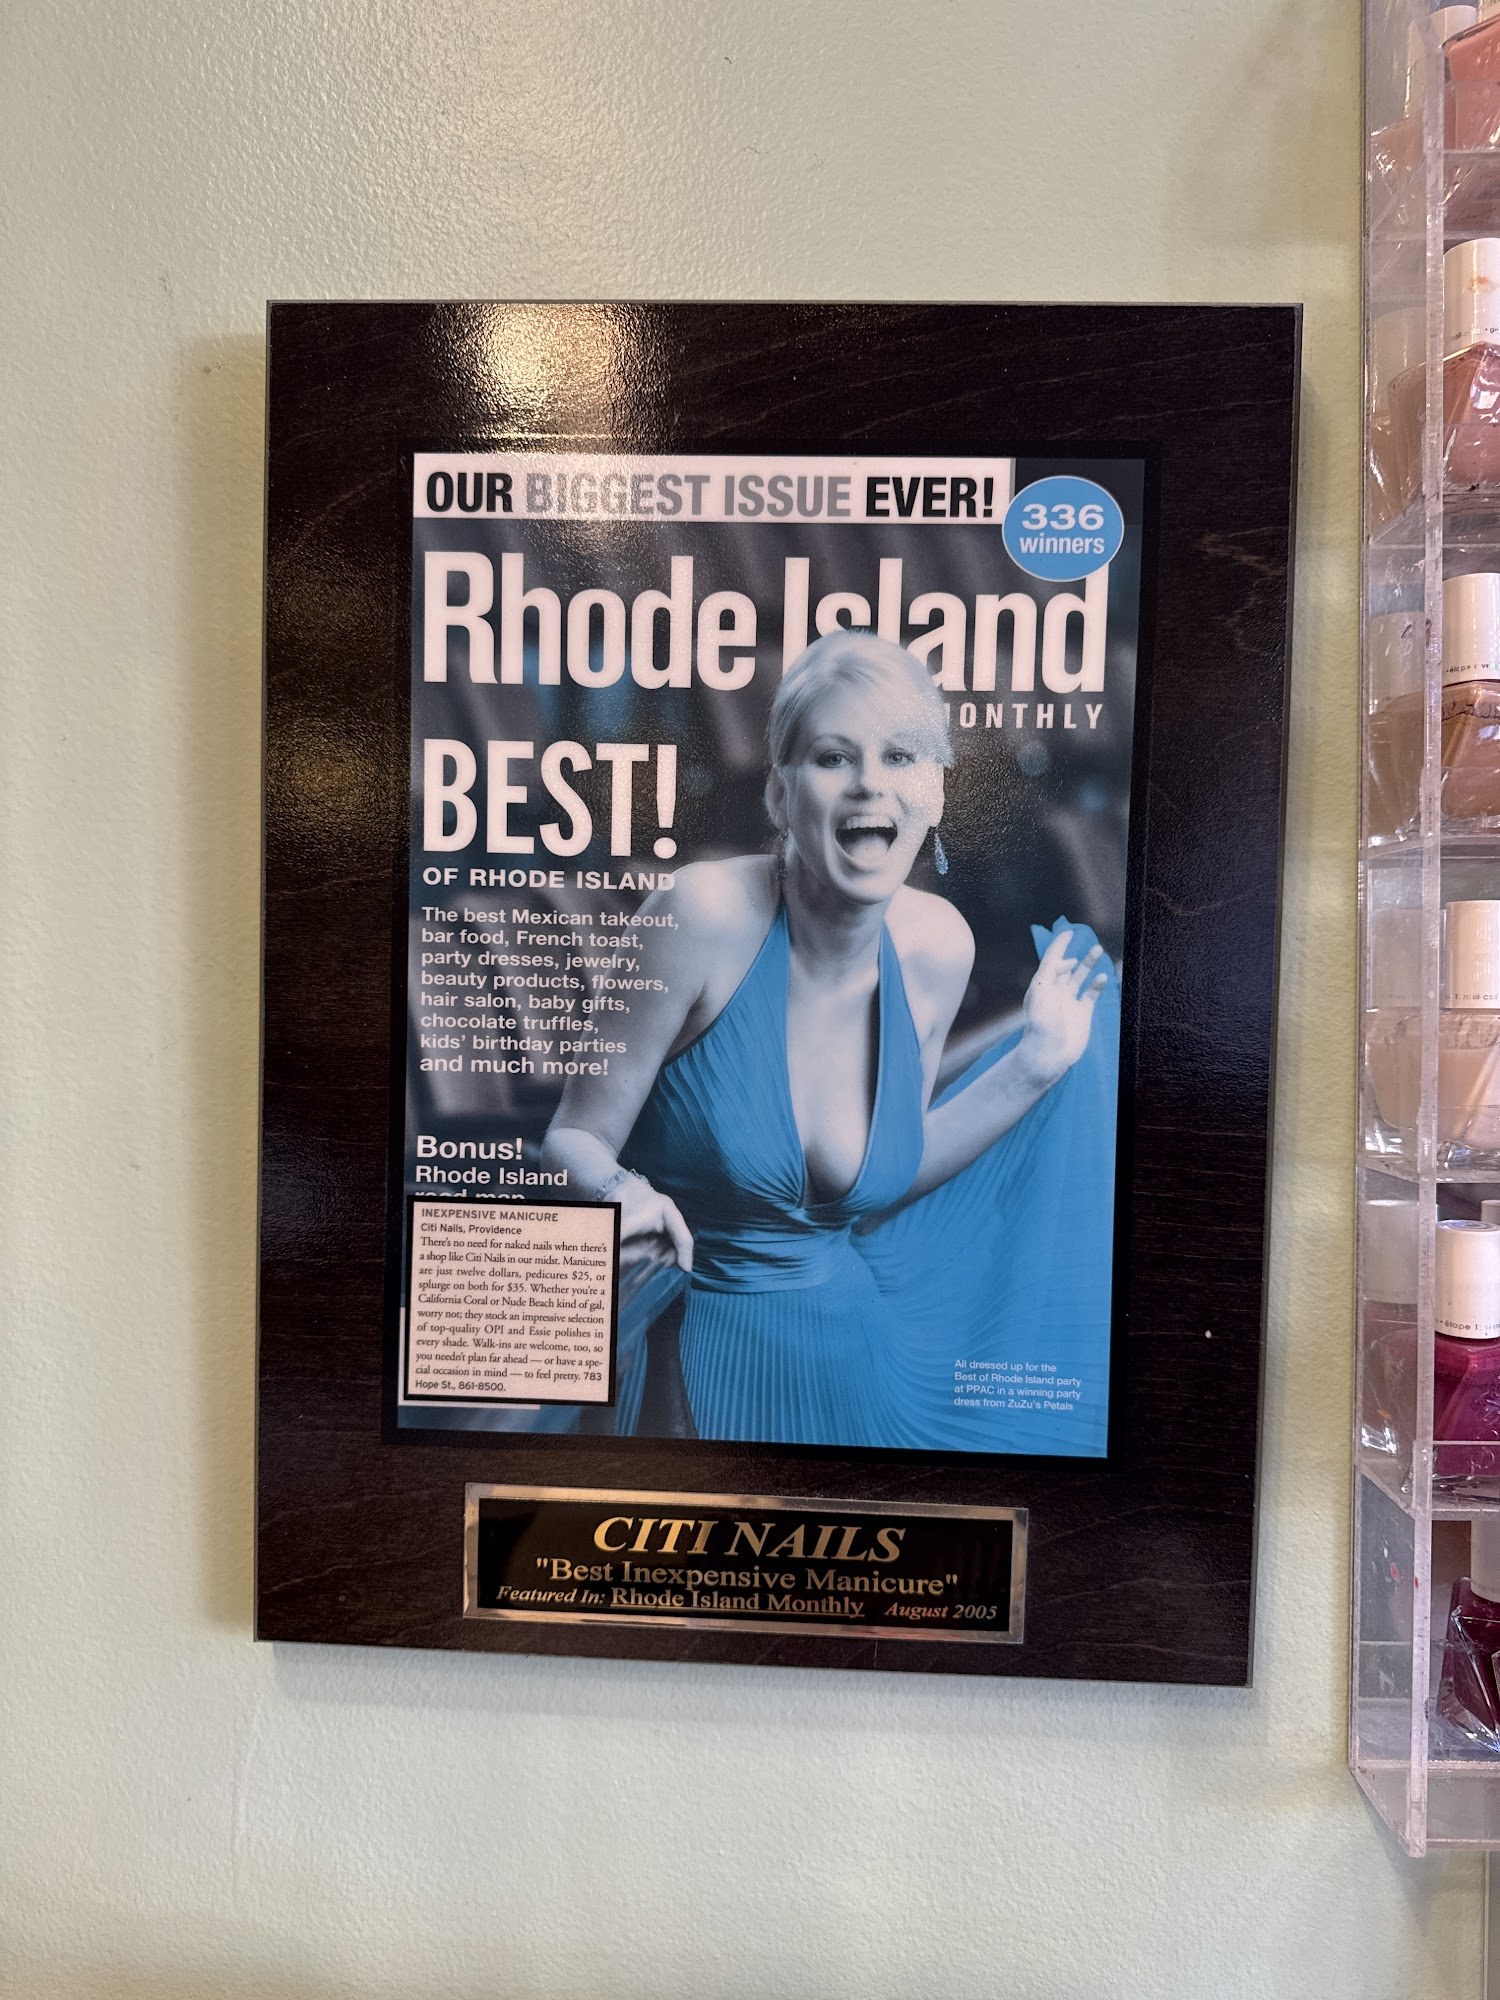 OUR BIGGEST ISSUE EVER!
336
winners
Rhode Island
MONTHLY
BEST!
OF RHODE ISLAND
The best Mexican takeout,
bar food, French toast,
party dresses, jewelry,
beauty products, flowers,
hair salon, baby gifts,
chocolate truffles,
kids' birthday parties
and much more!
Bonus!
Rhode Island
road map
INEXPENSIVE MANICURE
Citi Nails, Providence
There's no need for naked nails when there's
a shop like Citi Nails in our midst. Manicures
are just twelve dollars, pedicures $25, or
splurge on both for $35. Whether you're a
California Coral or Nude Beach kind of gal,
worry not; they stock an impressive selection
of top-quality OPI and Essie polishes in
every shade. Walk-ins are welcome, too, so
you needn't plan far ahead — or have a spe-
cial occasion in mind — to feel pretty. 783
Hope St., 861-8500.
All dressed up for the
Best of Rhode Island party
at PPAC in a winning party
dress from ZuZu's Petals
CITI NAILS
"Best Inexpensive Manicure"
Featured In: Rhode Island Monthly August 2005